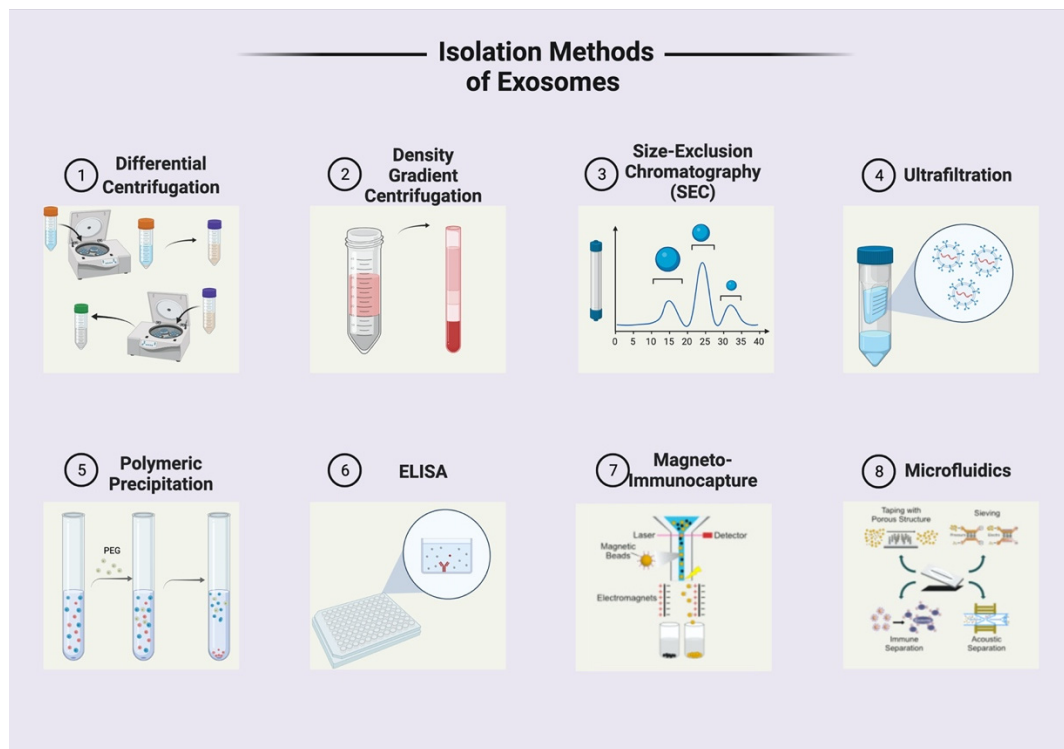 Isolation Methods
of Exosomes
1
Differential
Centrifugation
2
Density
Gradient
Centrifugation
3
Size-Exclusion
Chromatography
(SEC)
0 5 10 15 20 25 30 35 40
4
Ultrafiltration
5
Polymeric
Precipitation
PEG
6
ELISA
7
Magneto-
Immunocapture
Laser
Detector
Magnetic
Beads
Electromagnets
8
Microfluidics
Taping with
Porous Structure
Sieving
Immune
Separation
Acoustic
Separation